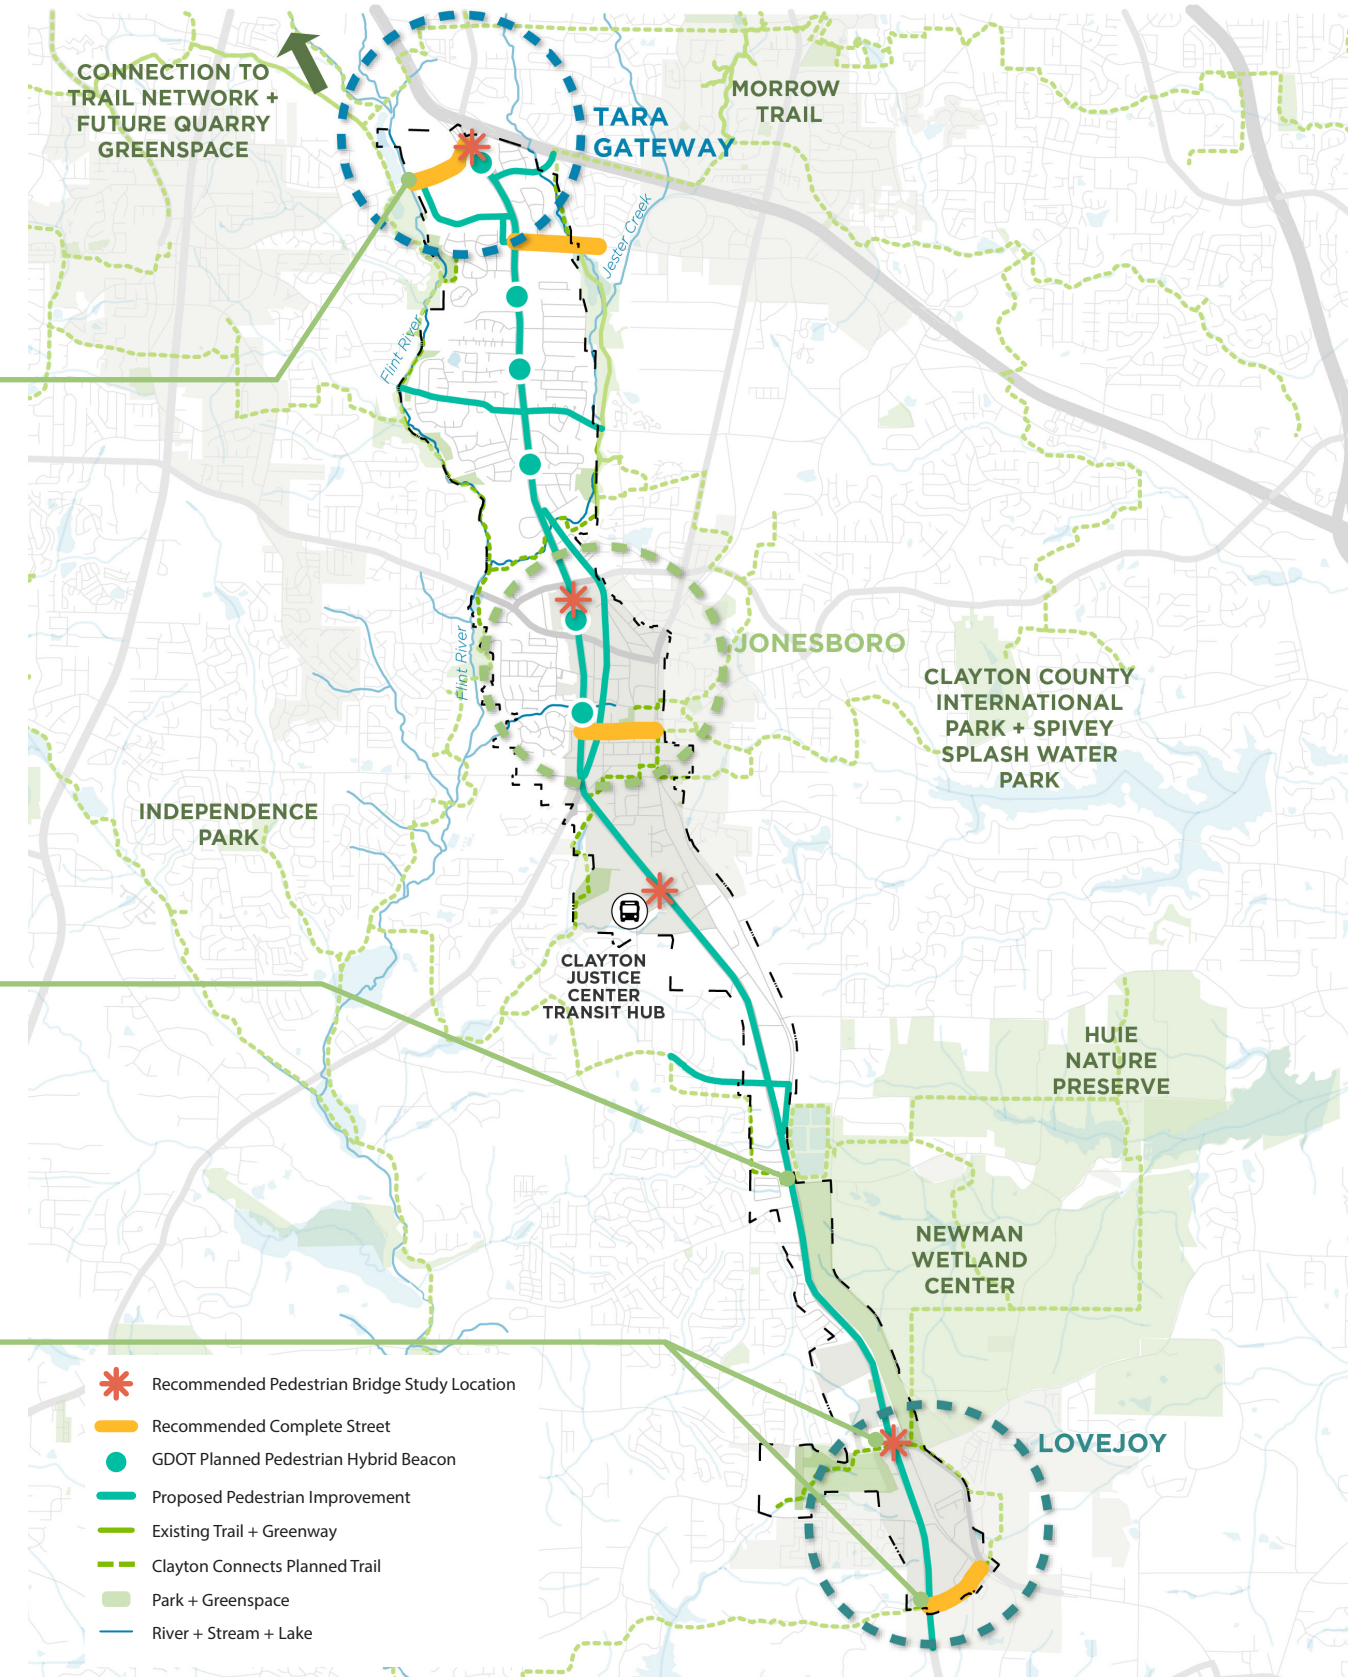 CONNECTION TO
TRAIL NETWORK +
FUTURE QUARRY
GREENSPACE
MORROW
TRAIL
TARA
GATEWAY
Jester Creek
Flint River
JONESBORO
Flint River
CLAYTON COUNTY
INTERNATIONAL
PARK + SPIVEY
SPLASH WATER
PARK
INDEPENDENCE
PARK
CLAYTON
JUSTICE
CENTER
TRANSIT HUB
HUIE
NATURE
PRESERVE
NEWMAN
WETLAND
CENTER
LOVEJOY
Recommended Pedestrian Bridge Study Location
Recommended Complete Street
GDOT Planned Pedestrian Hybrid Beacon
Proposed Pedestrian Improvement
Existing Trail + Greenway
Clayton Connects Planned Trail
Park + Greenspace
River + Stream + Lake